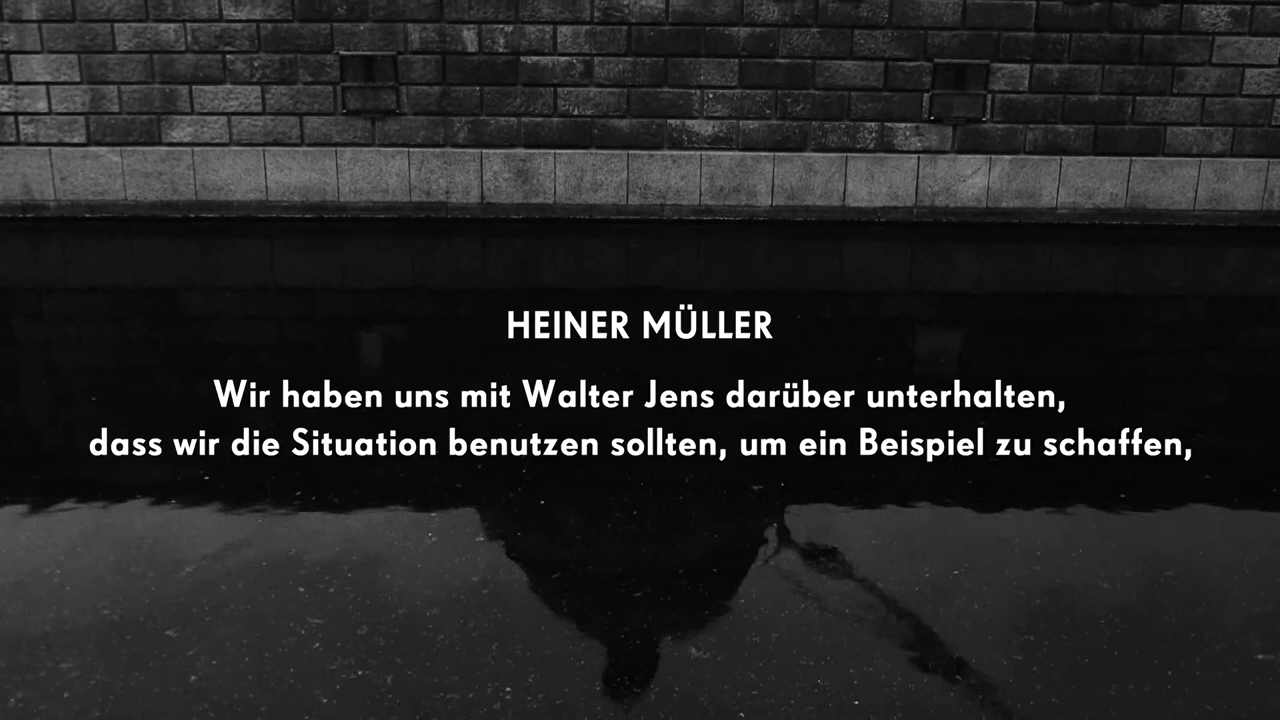 HEINER MÜLLER
Wir haben uns mit Walter Jens darüber unterhalten,
dass wir die Situation benutzen sollten, um ein Beispiel zu schaffen,